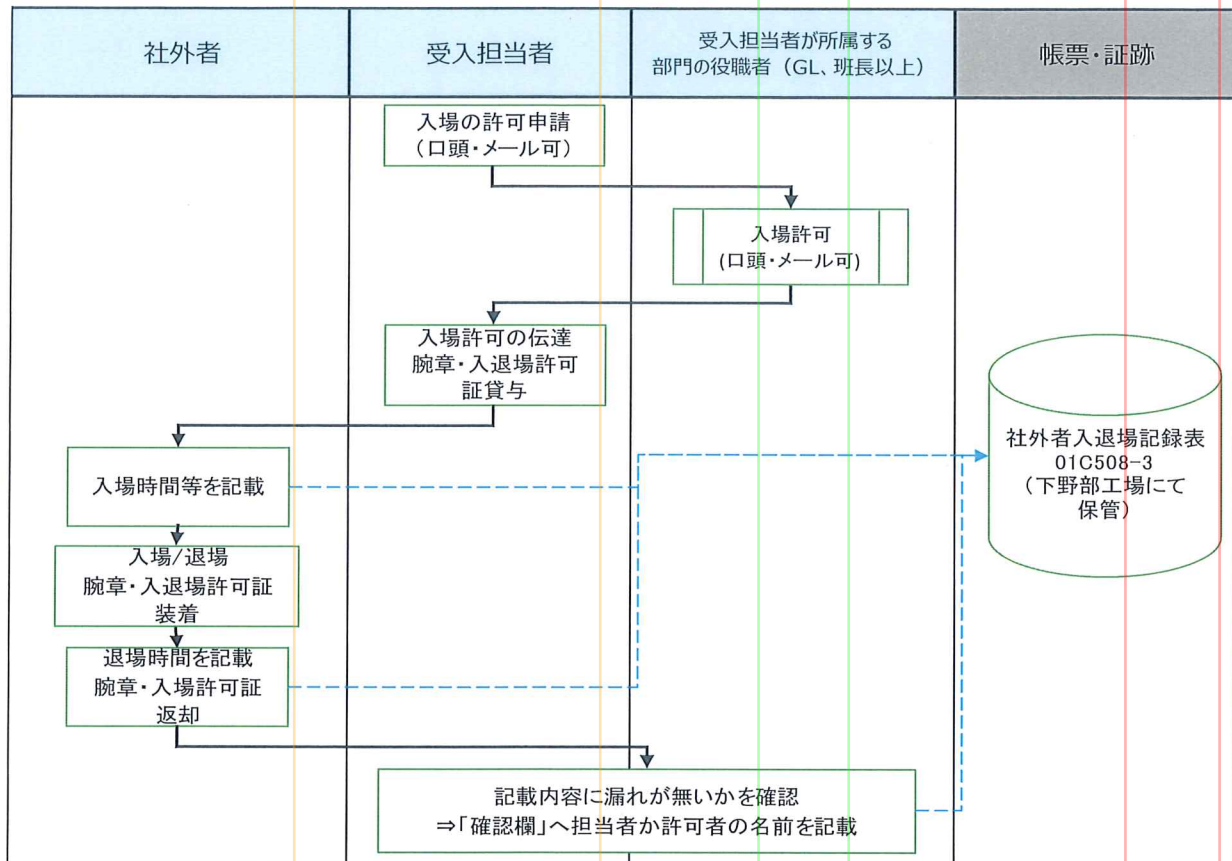 社外者
受入担当者
受入担当者が所属する
部門の役職者（GL、班長以上）
帳票・証跡
入場の許可申請
（口頭・メール可）
入場許可
(口頭・メール可)
入場許可の伝達
腕章・入退場許可
証貸与
入場時間等を記載
入場/退場
腕章・入退場許可証
装着
退場時間を記載
腕章・入場許可証
返却
社外者入退場記録表
01C508-3
（下野部工場にて
保管）
記載内容に漏れが無いかを確認
⇒「確認欄」へ担当者か許可者の名前を記載